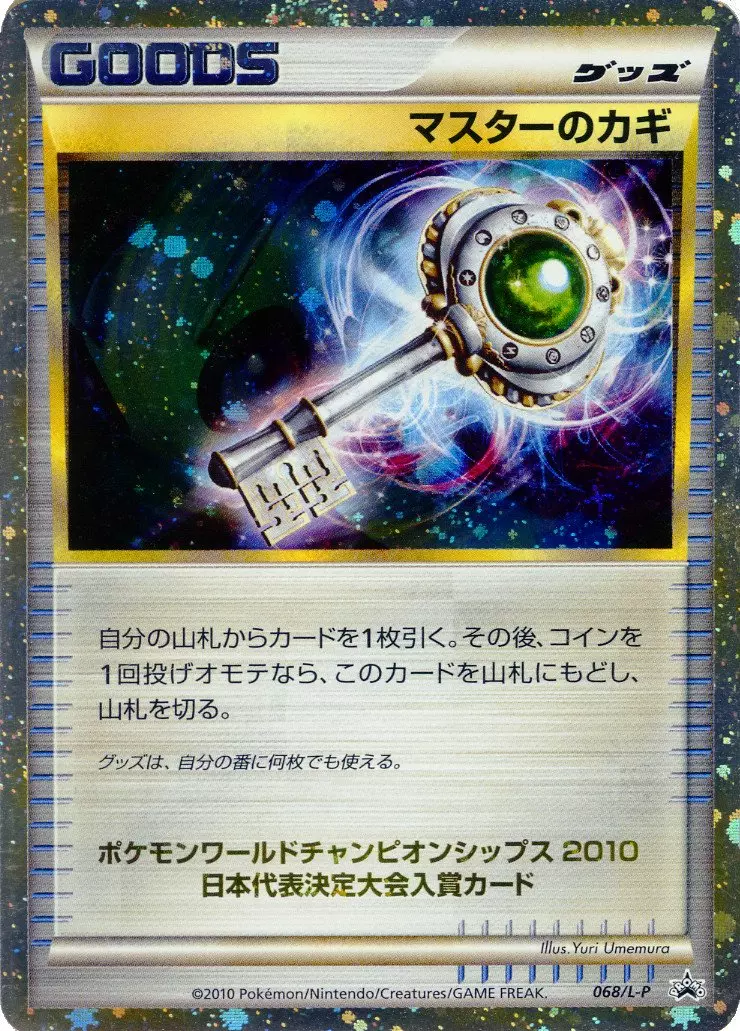 GOODS
グッズ
マスターのカギ
自分の山札からカードを1枚引く。その後、コインを
1回投げオモテなら、このカードを山札にもどし、
山札を切る。
グッズは、自分の番に何枚でも使える。
ポケモンワールドチャンピオンシップス 2010
日本代表決定大会入賞カード
Illus.Yuri Umemura
©2010 Pokémon/Nintendo/Creatures/GAME FREAK.
068/L-P
PROMO